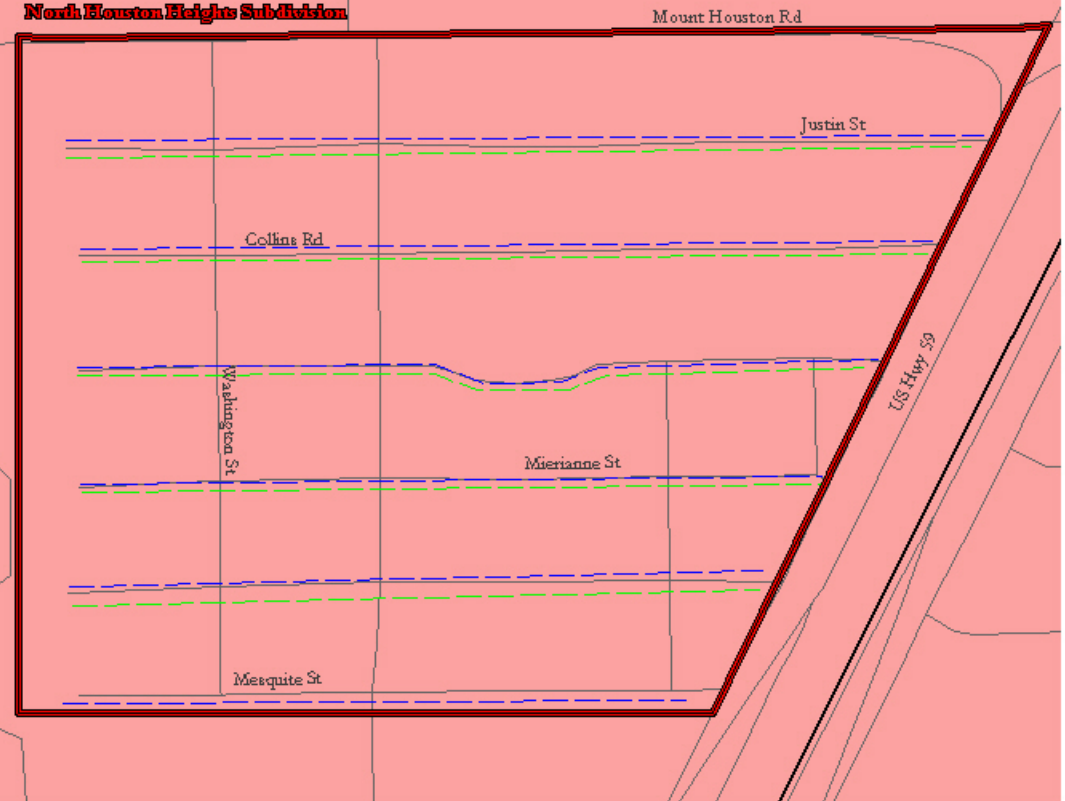 North Houston Heights Subdivision
Mount Houston Rd
Justin St
Collins Rd
US Hwy 59
Washington St
Mierianne St
Mesquite St